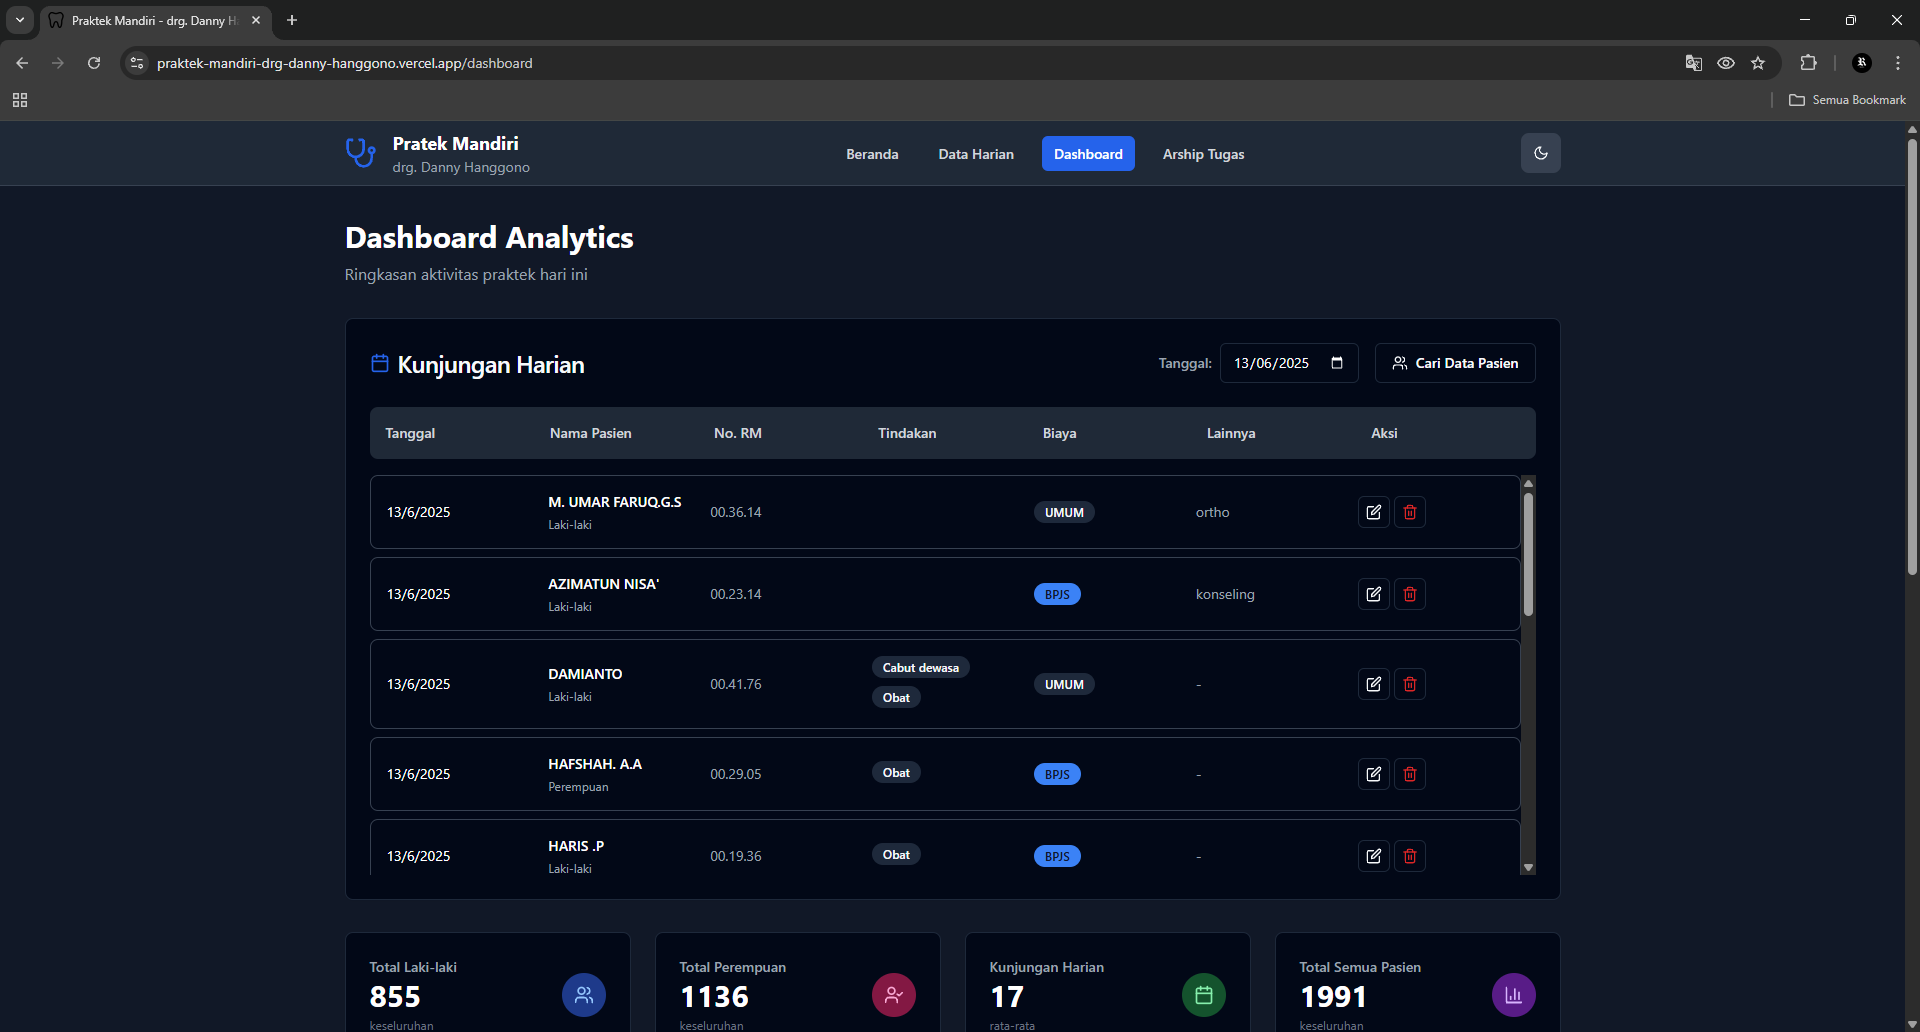 Praktek Mandiri - drg. Danny H
praktek-mandiri-drg-danny-hanggono.vercel.app/dashboard
Semua Bookmark
Pratek Mandiri
drg. Danny Hanggono
Beranda
Data Harian
Dashboard
Arship Tugas
Dashboard Analytics
Ringkasan aktivitas praktek hari ini
Kunjungan Harian
Tanggal:
13/06/2025
Cari Data Pasien
Tanggal Nama Pasien No. RM Tindakan Biaya Lainnya Aksi
13/6/2025 M. UMAR FARUQ.G.S 00.36.14 UMUM ortho
Laki-laki
13/6/2025 AZIMATUN NISA' 00.23.14 BPJS konseling
Laki-laki
13/6/2025 DAMIANTO 00.41.76 Cabut dewasa UMUM -
Laki-laki Obat
13/6/2025 HAFSHAH. A.A 00.29.05 Obat BPJS -
Perempuan
13/6/2025 HARIS .P 00.19.36 Obat BPJS -
Laki-laki
Total Laki-laki
855
keseluruhan
Total Perempuan
1136
keseluruhan
Kunjungan Harian
17
rata-rata
Total Semua Pasien
1991
keseluruhan